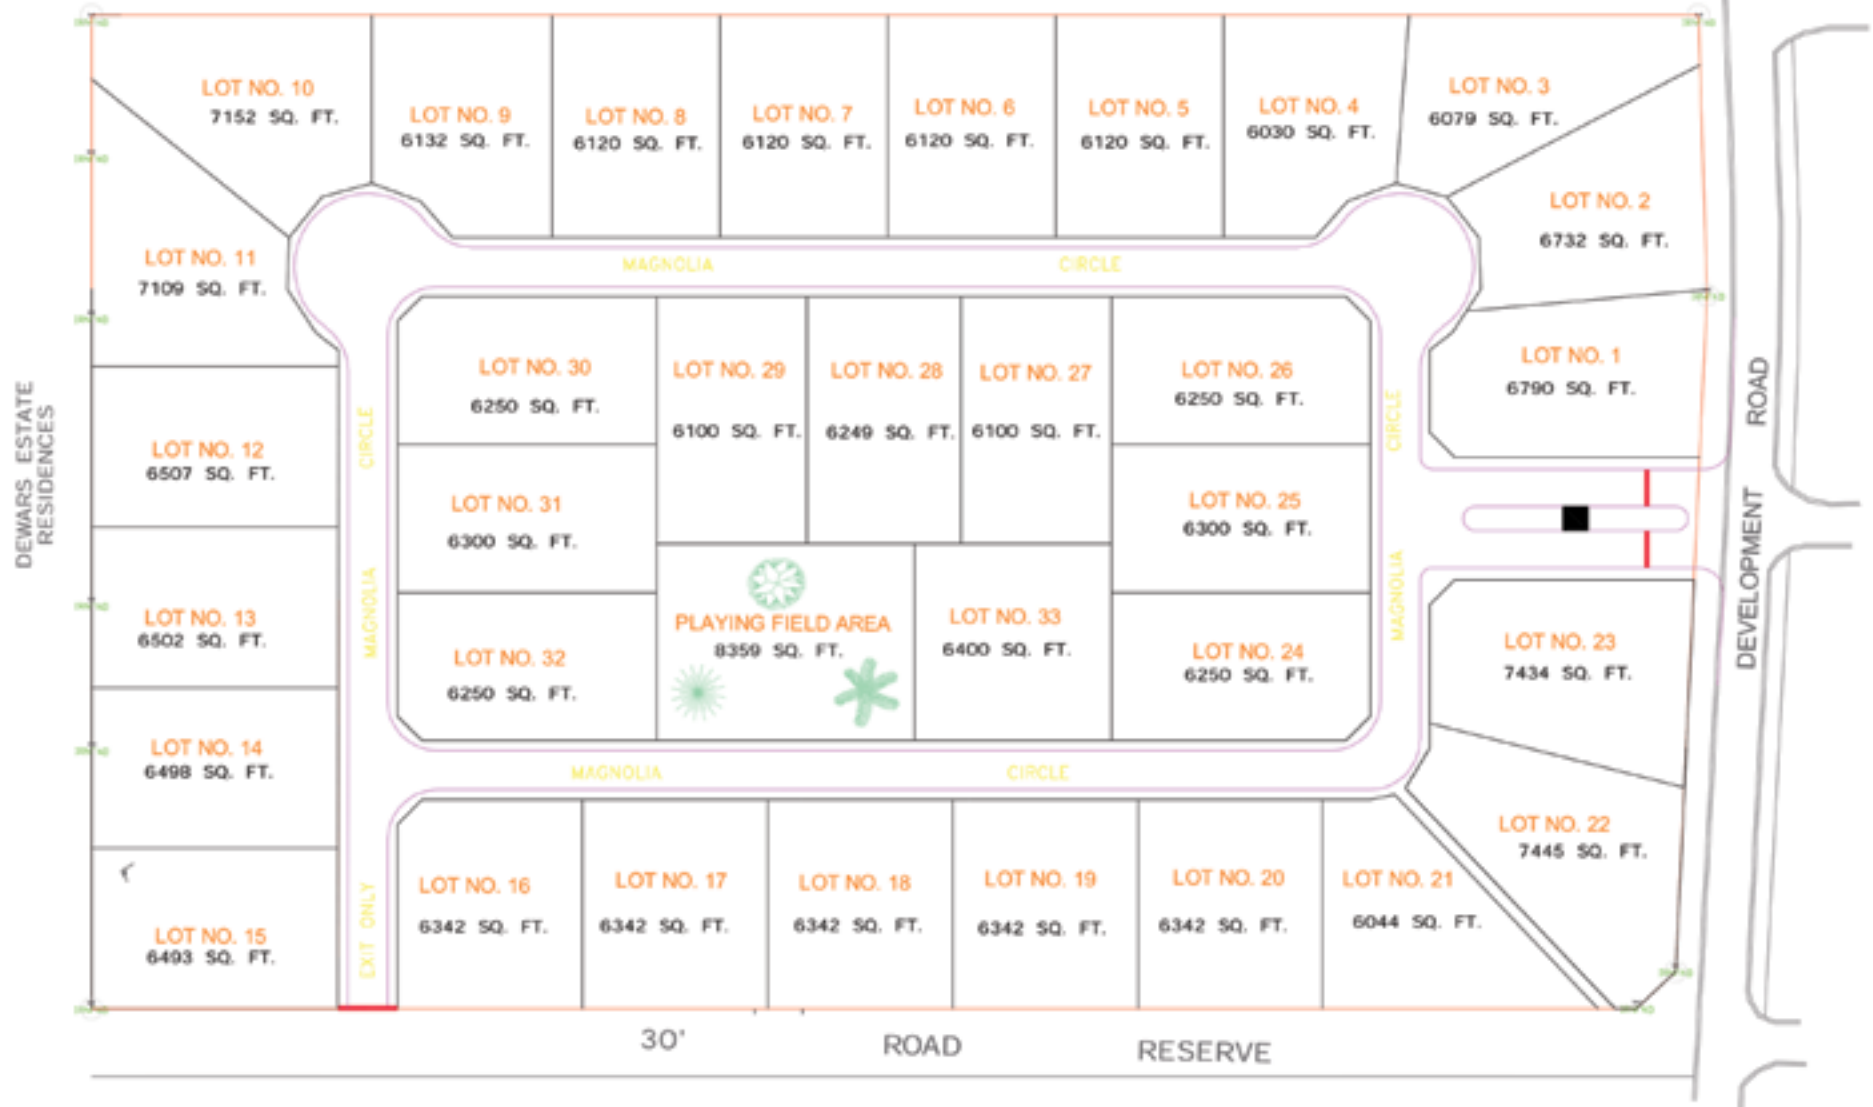 LOT NO. 10
7152 SQ. FT.
LOT NO. 9
6132 SQ. FT.
LOT NO. 8
6120 SQ. FT.
LOT NO. 7
6120 SQ. FT.
LOT NO. 6
6120 SQ. FT.
LOT NO. 5
6120 SQ. FT.
LOT NO. 4
6030 SQ. FT.
LOT NO. 3
6079 SQ. FT.
LOT NO. 2
6732 SQ. FT.
LOT NO. 11
7109 SQ. FT.
MAGNOLIA CIRCLE
LOT NO. 30
6250 SQ. FT.
LOT NO. 29
6100 SQ. FT.
LOT NO. 28
6249 SQ. FT.
LOT NO. 27
6100 SQ. FT.
LOT NO. 26
6250 SQ. FT.
LOT NO. 1
6790 SQ. FT.
DEWARS ESTATE
RESIDENCES
LOT NO. 12
6507 SQ. FT.
MAGNOLIA CIRCLE
LOT NO. 31
6300 SQ. FT.
LOT NO. 25
6300 SQ. FT.
MAGNOLIA CIRCLE
DEVELOPMENT ROAD
LOT NO. 13
6502 SQ. FT.
LOT NO. 32
6250 SQ. FT.
PLAYING FIELD AREA
8359 SQ. FT.
LOT NO. 33
6400 SQ. FT.
LOT NO. 24
6250 SQ. FT.
LOT NO. 23
7434 SQ. FT.
LOT NO. 14
6498 SQ. FT.
MAGNOLIA CIRCLE
LOT NO. 22
7445 SQ. FT.
LOT NO. 15
6493 SQ. FT.
EXIT ONLY
LOT NO. 16
6342 SQ. FT.
LOT NO. 17
6342 SQ. FT.
LOT NO. 18
6342 SQ. FT.
LOT NO. 19
6342 SQ. FT.
LOT NO. 20
6342 SQ. FT.
LOT NO. 21
6044 SQ. FT.
30' ROAD RESERVE